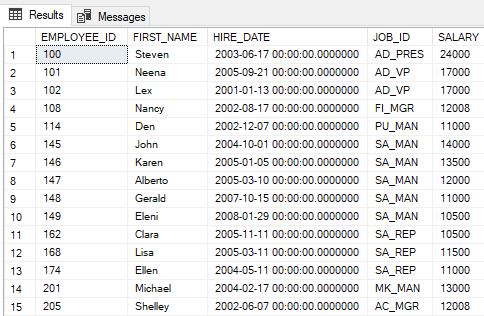 Results Messages
EMPLOYEE_ID FIRST_NAME HIRE_DATE JOB_ID SALARY
1 100 Steven 2003-06-17 00:00:00.0000000 AD_PRES 24000
2 101 Neena 2005-09-21 00:00:00.0000000 AD_VP 17000
3 102 Lex 2001-01-13 00:00:00.0000000 AD_VP 17000
4 108 Nancy 2002-08-17 00:00:00.0000000 FI_MGR 12008
5 114 Den 2002-12-07 00:00:00.0000000 PU_MAN 11000
6 145 John 2004-10-01 00:00:00.0000000 SA_MAN 14000
7 146 Karen 2005-01-05 00:00:00.0000000 SA_MAN 13500
8 147 Alberto 2005-03-10 00:00:00.0000000 SA_MAN 12000
9 148 Gerald 2007-10-15 00:00:00.0000000 SA_MAN 11000
10 149 Eleni 2008-01-29 00:00:00.0000000 SA_MAN 10500
11 162 Clara 2005-11-11 00:00:00.0000000 SA_REP 10500
12 168 Lisa 2005-03-11 00:00:00.0000000 SA_REP 11500
13 174 Ellen 2004-05-11 00:00:00.0000000 SA_REP 11000
14 201 Michael 2004-02-17 00:00:00.0000000 MK_MAN 13000
15 205 Shelley 2002-06-07 00:00:00.0000000 AC_MGR 12008